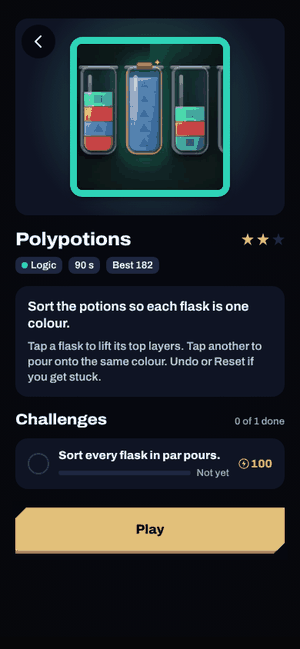 Polypotions
Logic
90 s
Best 182
Sort the potions so each flask is one
colour.
Tap a flask to lift its top layers. Tap another to
pour onto the same colour. Undo or Reset if
you get stuck.
Challenges
0 of 1 done
Sort every flask in par pours.
Not yet
100
Play